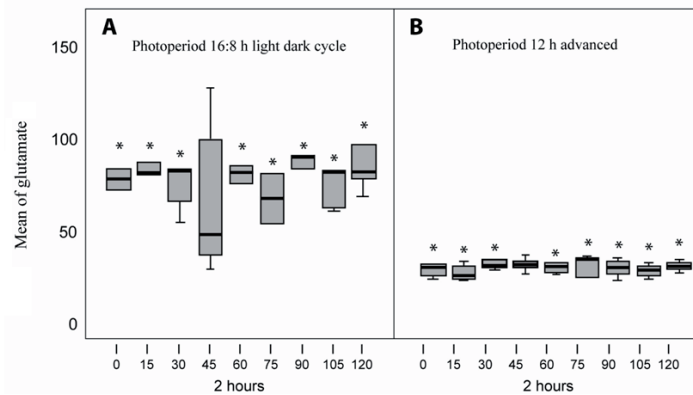 A
B
Photoperiod 16:8 h light dark cycle
Photoperiod 12 h advanced
Mean of glutamate
150
100
50
0
* * * * * * * *
* * * * * * * *
0 15 30 45 60 75 90 105 120
0 15 30 45 60 75 90 105 120
2 hours
2 hours